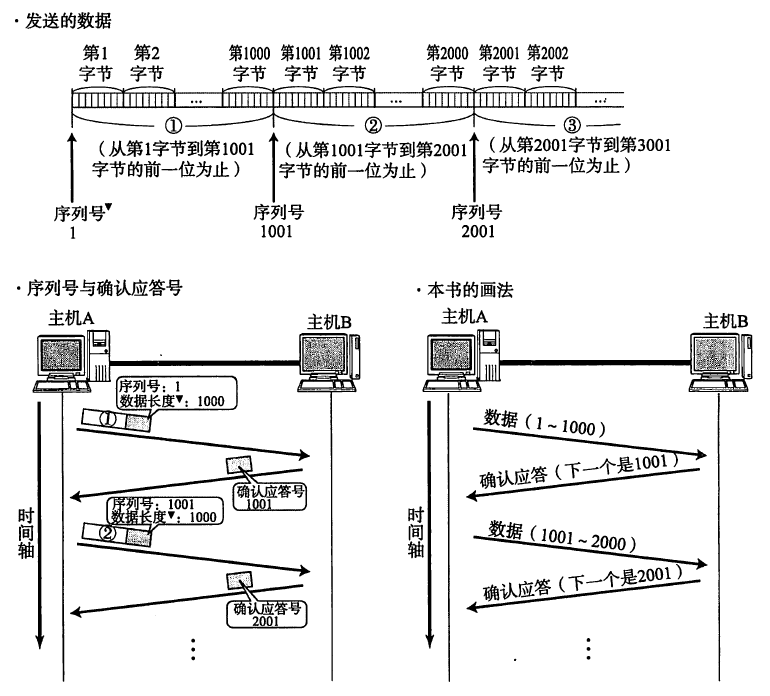 ·发送的数据
第1 第2 第1000 第1001 第1002 第2000 第2001 第2002
字节 字节 字节 字节 字节 字节 字节 字节
... ... ...
① ② ③
（从第1字节到第1001
字节的前一位为止）
（从第1001字节到第2001
字节的前一位为止）
（从第2001字节到第3001
字节的前一位为止）
序列号▼
1
序列号
1001
序列号
2001
·序列号与确认应答号
主机A
主机B
序列号：1
数据长度▼：1000
①
确认应答号
1001
序列号：1001
数据长度▼：1000
②
确认应答号
2001
时间轴
⋮
·本书的画法
主机A
主机B
数据（1～1000）
确认应答（下一个是1001）
数据（1001～2000）
确认应答（下一个是2001）
时间轴
⋮